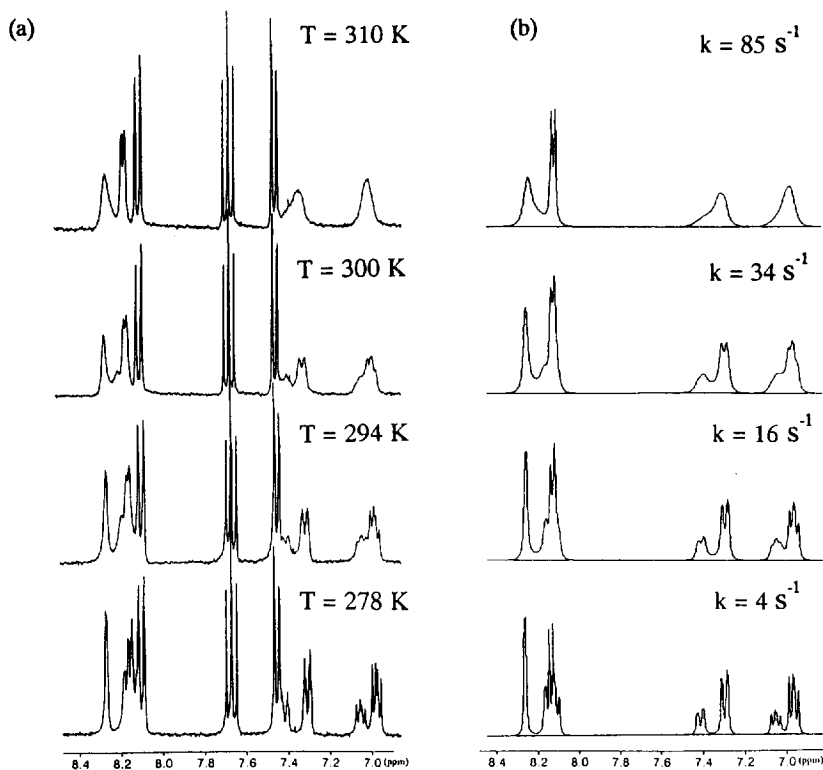 (a)
(b)
T = 310 K
k = 85 s⁻¹
T = 300 K
k = 34 s⁻¹
T = 294 K
k = 16 s⁻¹
T = 278 K
k = 4 s⁻¹
8.4 8.2 8.0 7.8 7.6 7.4 7.2 7.0 (ppm)
8.4 8.2 8.0 7.8 7.6 7.4 7.2 7.0 (ppm)